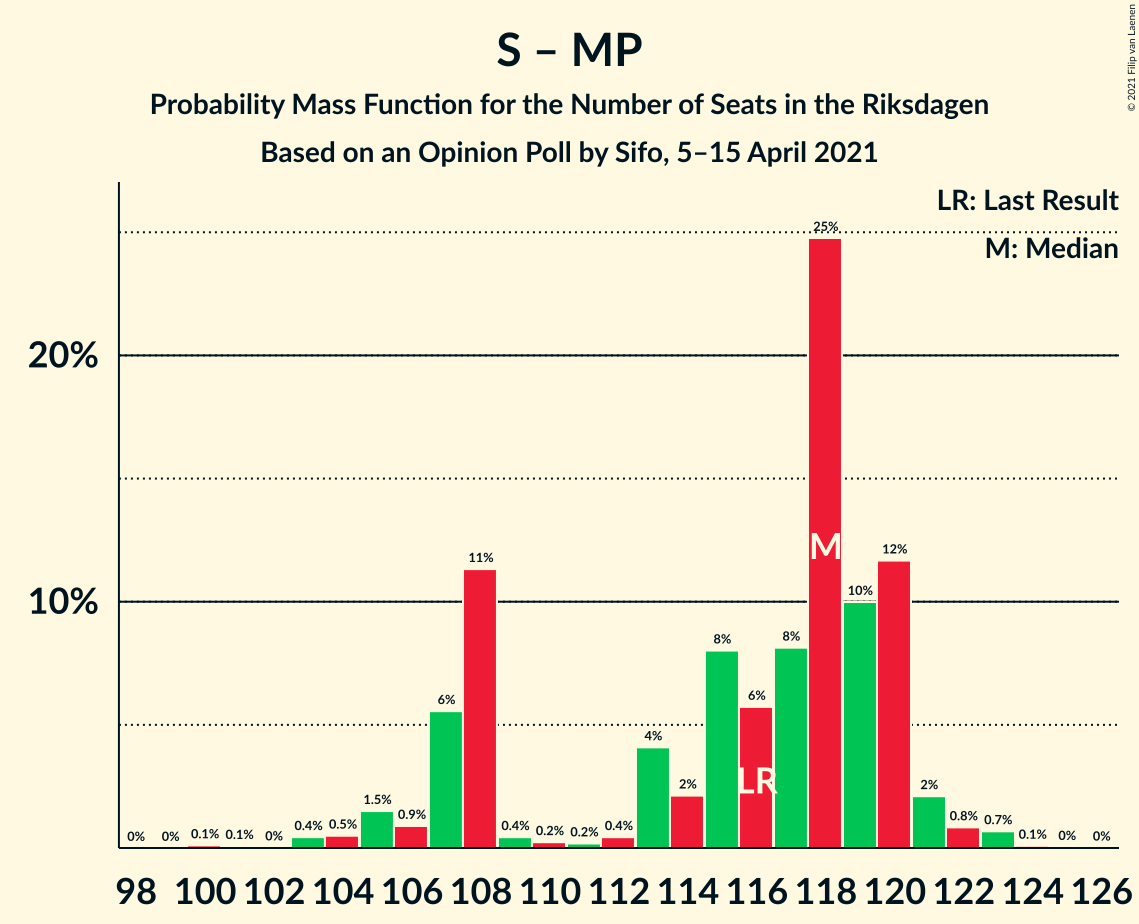 S – MP
Probability Mass Function for the Number of Seats in the Riksdagen
Based on an Opinion Poll by Sifo, 5–15 April 2021
© 2021 Filip van Laenen
LR: Last Result
M: Median
20%
10%
0% 0% 0.1% 0.1% 0% 0.4% 0.5% 1.5% 0.9% 6% 11% 0.4% 0.2% 0.2% 0.4% 4% 2% 8% 6% 8% 25% 10% 12% 2% 0.8% 0.7% 0.1% 0% 0%
M
LR
98 100 102 104 106 108 110 112 114 116 118 120 122 124 126